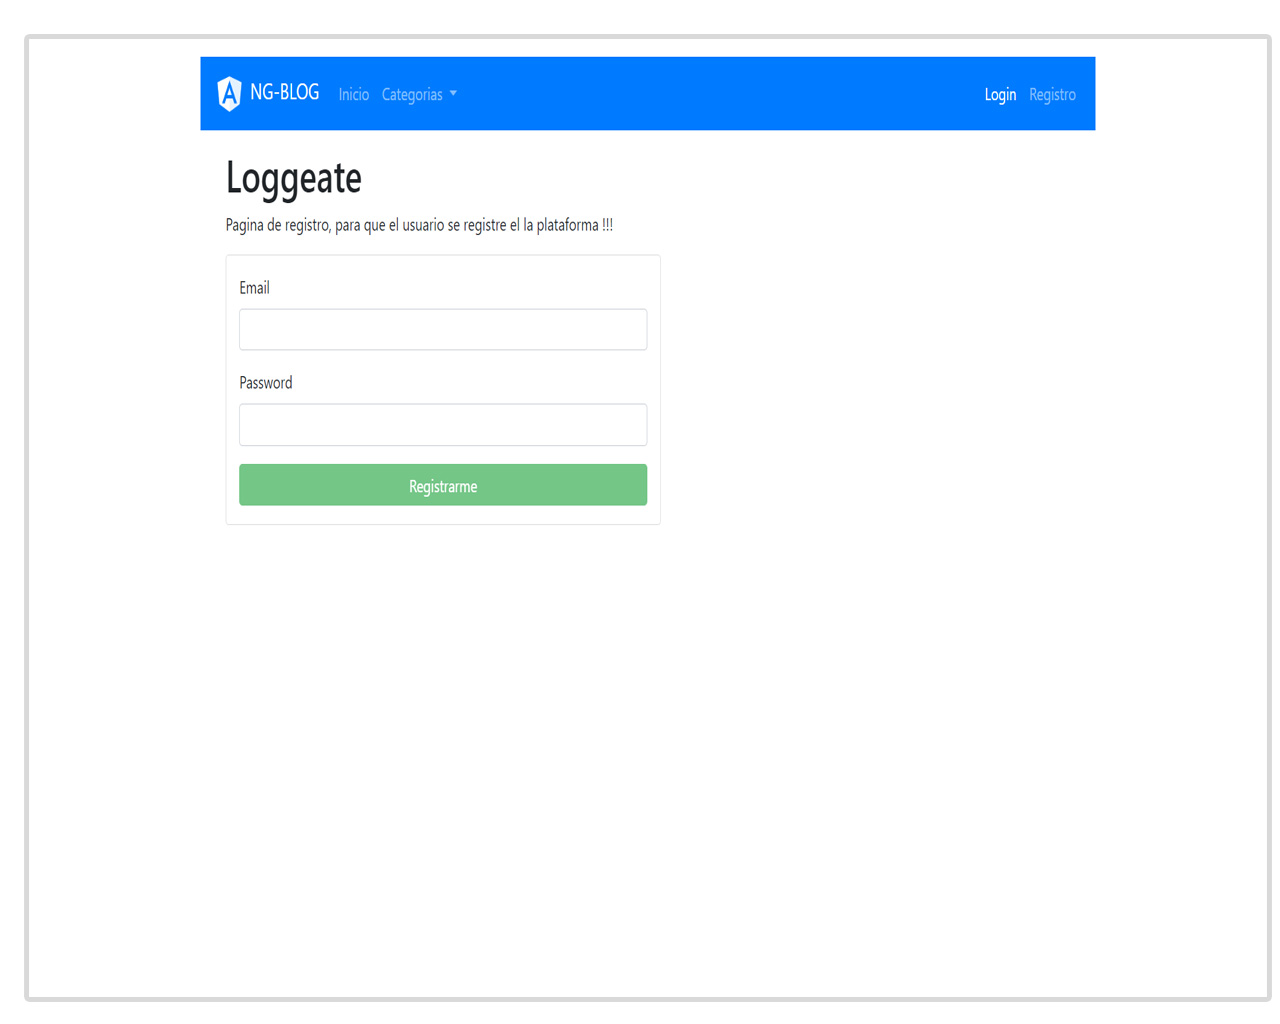 NG-BLOG Inicio Categorias Login Registro
Loggeate
Pagina de registro, para que el usuario se registre el la plataforma !!!
Email
Password
Registrarme